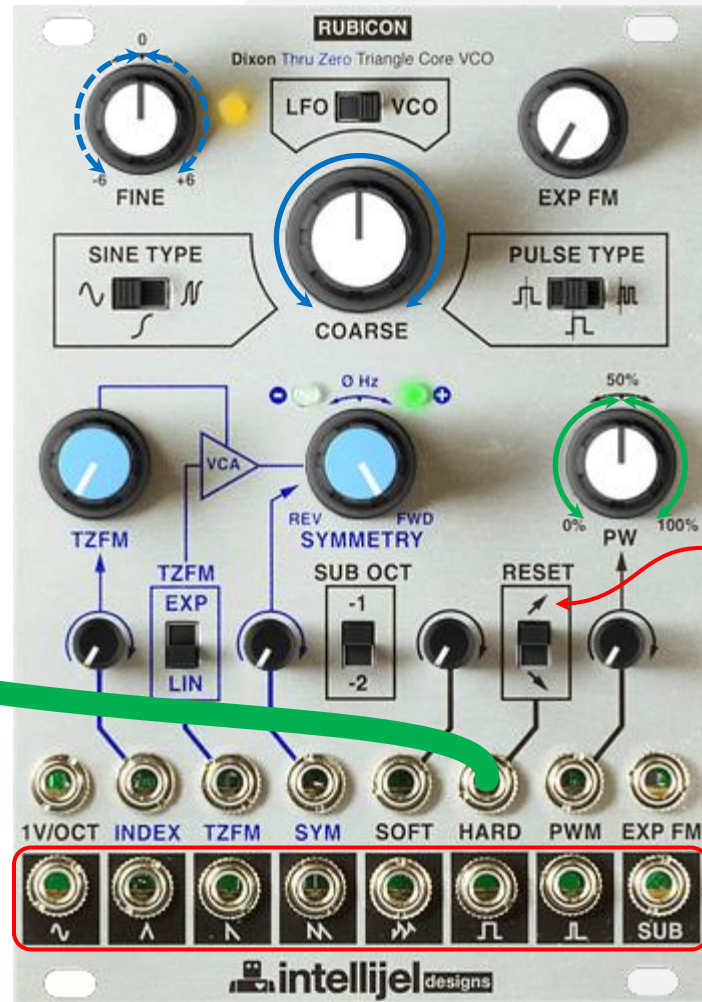 RUBICON
Dixon Thru Zero Triangle Core VCO
0
-6
+6
FINE
LFO
VCO
EXP FM
SINE TYPE
COARSE
PULSE TYPE
Ø Hz
50%
VCA
TZFM
REV
FWD
SYMMETRY
0%
100%
PW
TZFM
EXP
LIN
SUB OCT
-1
-2
RESET
1V/OCT
INDEX
TZFM
SYM
SOFT
HARD
PWM
EXP FM
SUB
intellijel designs